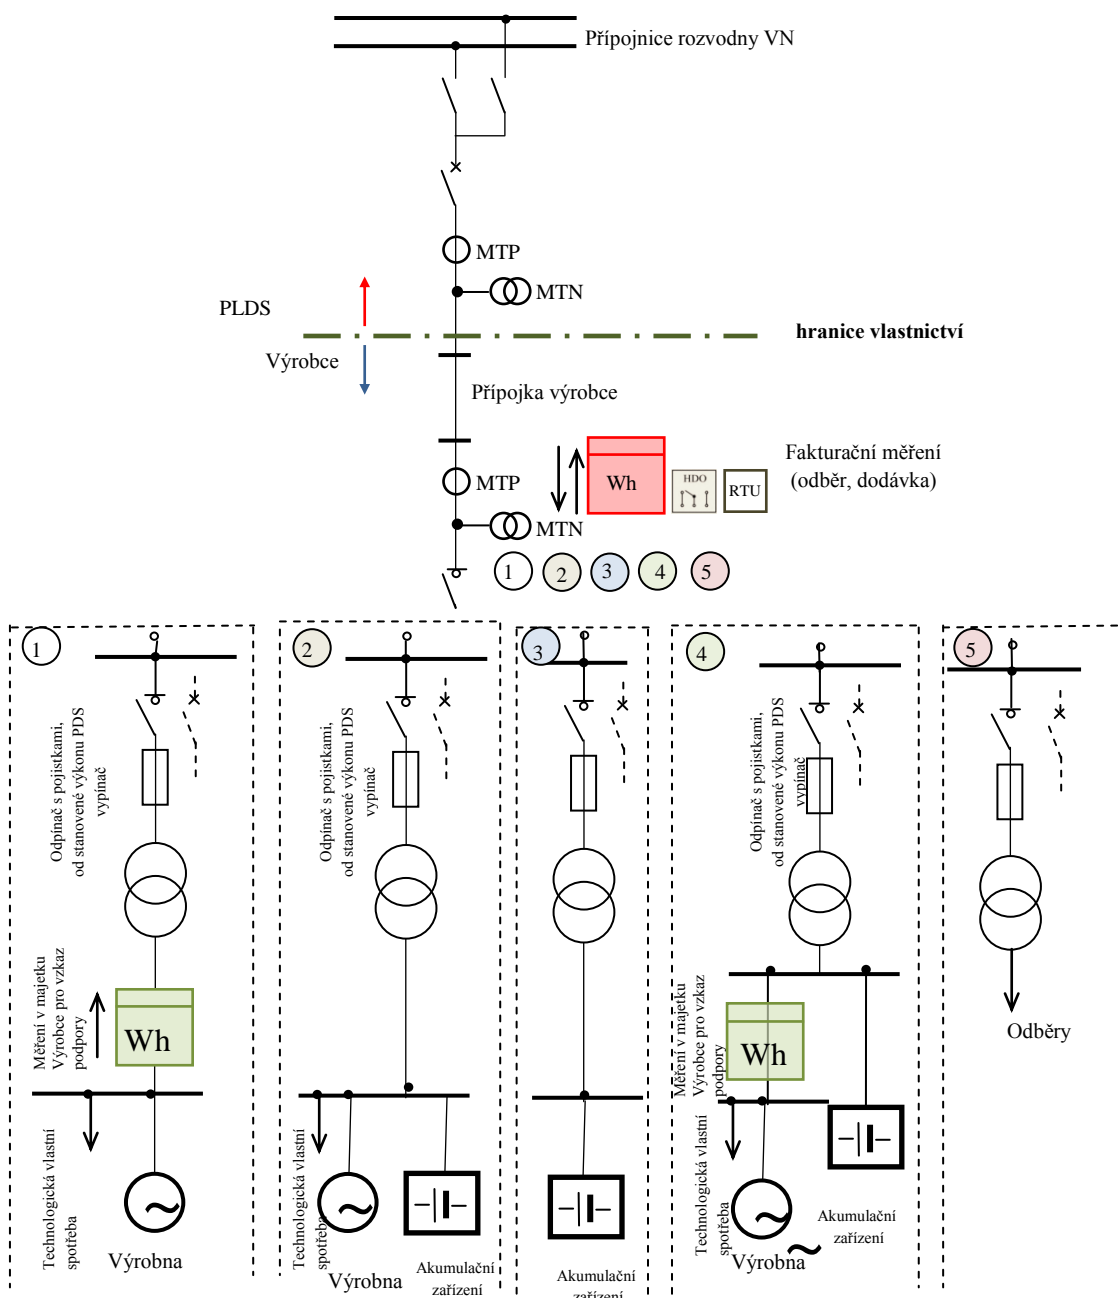 Přípojnice rozvodny VN
MTP
MTN
PLDS
hranice vlastnictví
Výrobce
Přípojka výrobce
Fakturační měření
(odběr, dodávka)
Wh
HDO
RTU
MTP
MTN
1
2
3
4
5
1
2
3
4
5
Odpínač s pojistkami,
od stanovené výkonu PDS
vypínač
Odpínač s pojistkami,
od stanovené výkonu PDS
vypínač
Odpínač s pojistkami,
od stanovené výkonu PDS
vypínač
Měření v majetku
Výrobce pro vzkaz
podpory
Wh
Měření v majetku
Výrobce pro vzkaz
podpory
Wh
Odběry
Technologická vlastní
spotřeba
Výrobna
Technologická vlastní
spotřeba
Výrobna
Akumulační
zařízení
Akumulační
zařízení
Technologická vlastní
spotřeba
Výrobna
Akumulační
zařízení